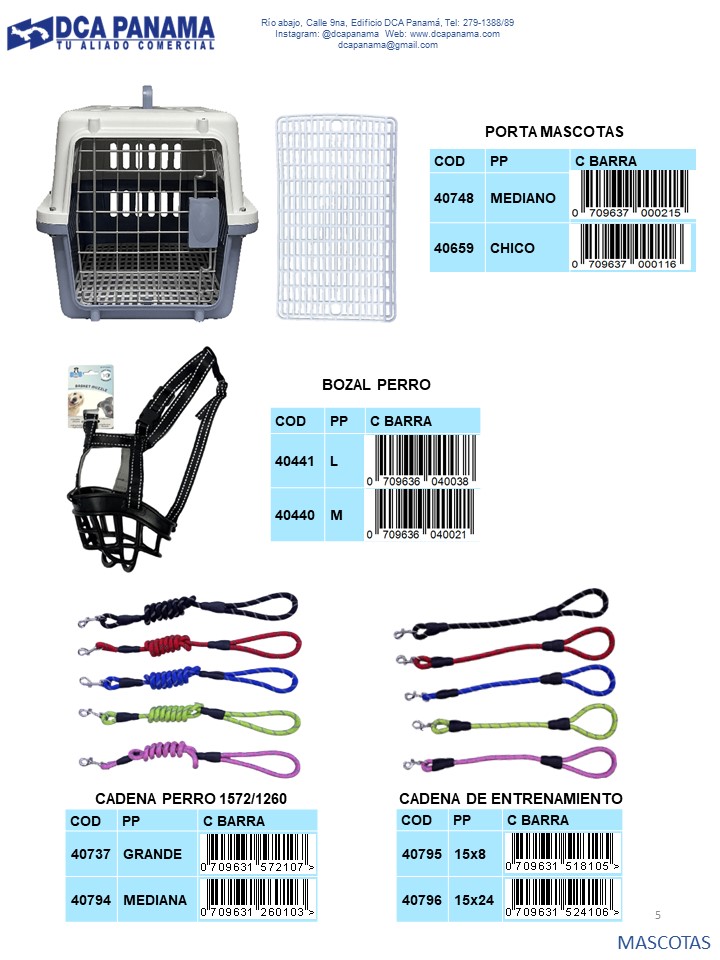 DCA PANAMA
TU ALIADO COMERCIAL
Río abajo, Calle 9na, Edificio DCA Panamá, Tel: 279-1388/89
Instagram: @dcapanama Web: www.dcapanama.com
dcapanama@gmail.com
PORTA MASCOTAS
COD PP C BARRA
40748 MEDIANO
0 709637 000215
40659 CHICO
0 709637 000116
BASKET MUZZLE
BOZAL PERRO
COD PP C BARRA
40441 L
0 709636 040038
40440 M
0 709636 040021
CADENA PERRO 1572/1260
COD PP C BARRA
40737 GRANDE
0 709631 572107 >
40794 MEDIANA
0 709631 260103 >
CADENA DE ENTRENAMIENTO
COD PP C BARRA
40795 15x8
0 709631 518105 >
40796 15x24
0 709631 524106 >
5
MASCOTAS